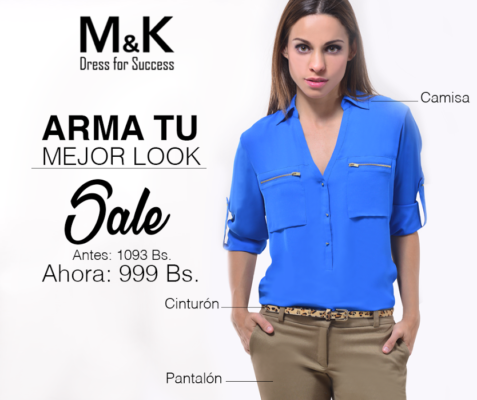 M&K
Dress for Success
Camisa
ARMA TU
MEJOR LOOK
Sale
Antes: 1093 Bs.
Ahora: 999 Bs.
Cinturón
Pantalón